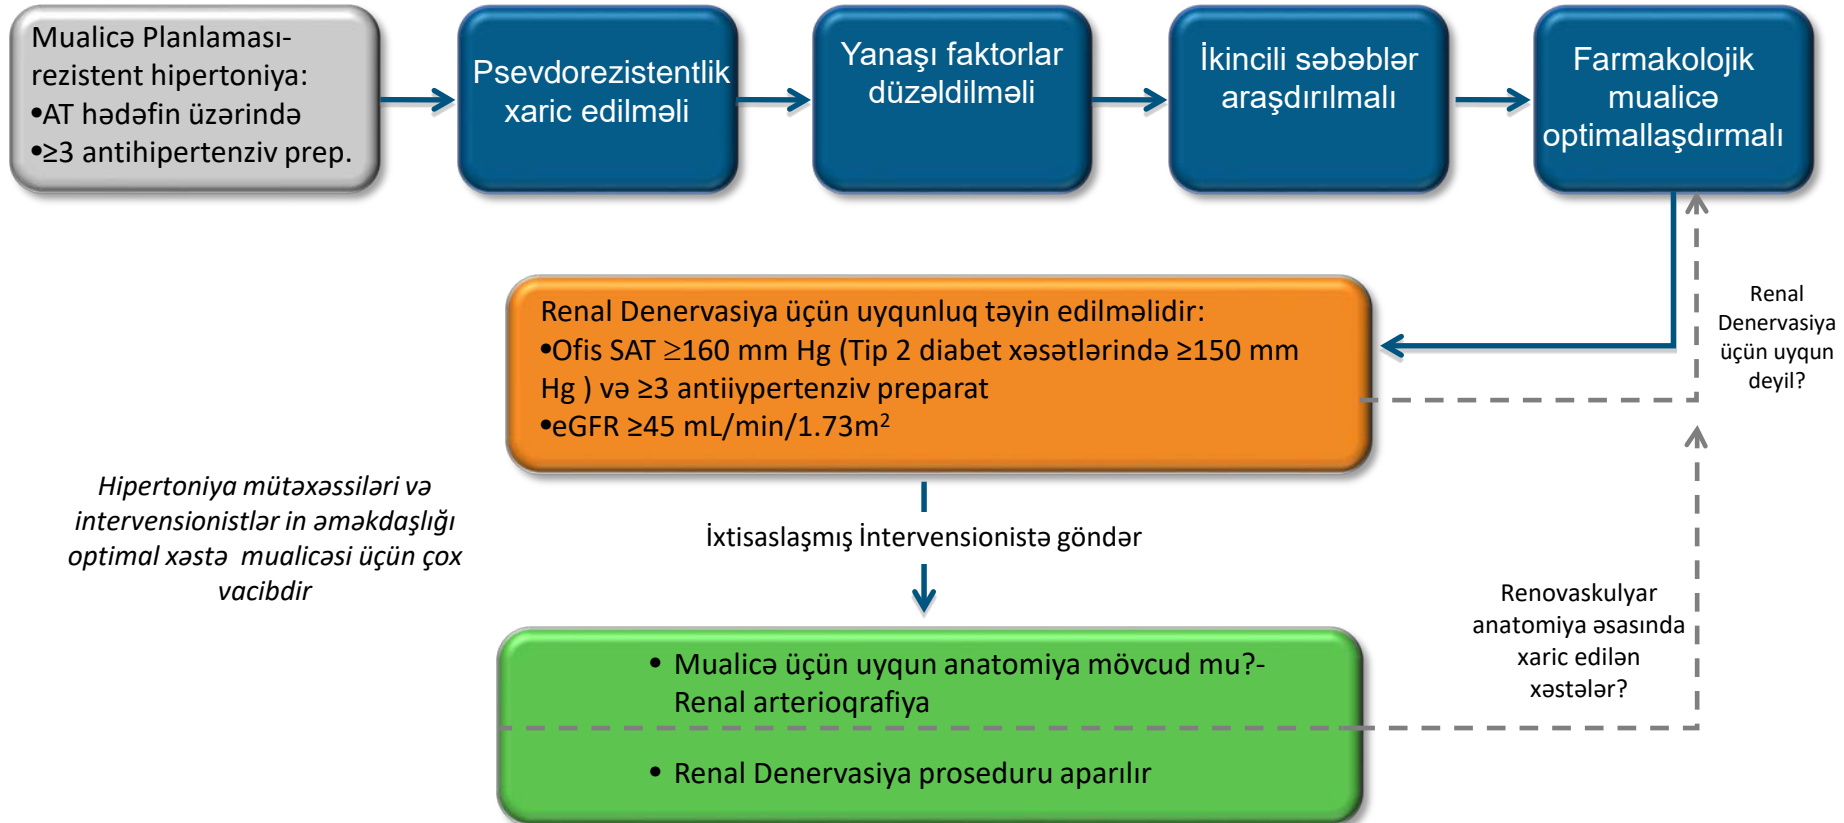 Mualicə Planlaması-
rezistent hipertoniya:
•AT hədəfin üzərində
•≥3 antihipertenziv prep.
Psevdorezistentlik
xaric edilməli
Yanaşı faktorlar
düzəldilməli
İkincili səbəblər
araşdırılmalı
Farmakolojik
mualicə
optimallaşdırmalı
Renal Denervasiya üçün uyqunluq təyin edilməlidir:
•Ofis SAT ≥160 mm Hg (Tip 2 diabet xəsətlərində ≥150 mm
Hg ) və ≥3 antiiypertenziv preparat
•eGFR ≥45 mL/min/1.73m²
Renal
Denervasiya
üçün uyqun
deyil?
Hipertoniya mütəxassiləri və
intervensionistlər in əməkdaşlığı
optimal xəstə  mualicəsi üçün çox
vacibdir
İxtisaslaşmış İntervensionistə göndər
Renovaskulyar
anatomiya əsasında
xaric edilən
xəstələr?
• Mualicə üçün uyqun anatomiya mövcud mu?-
Renal arterioqrafiya
• Renal Denervasiya proseduru aparılır